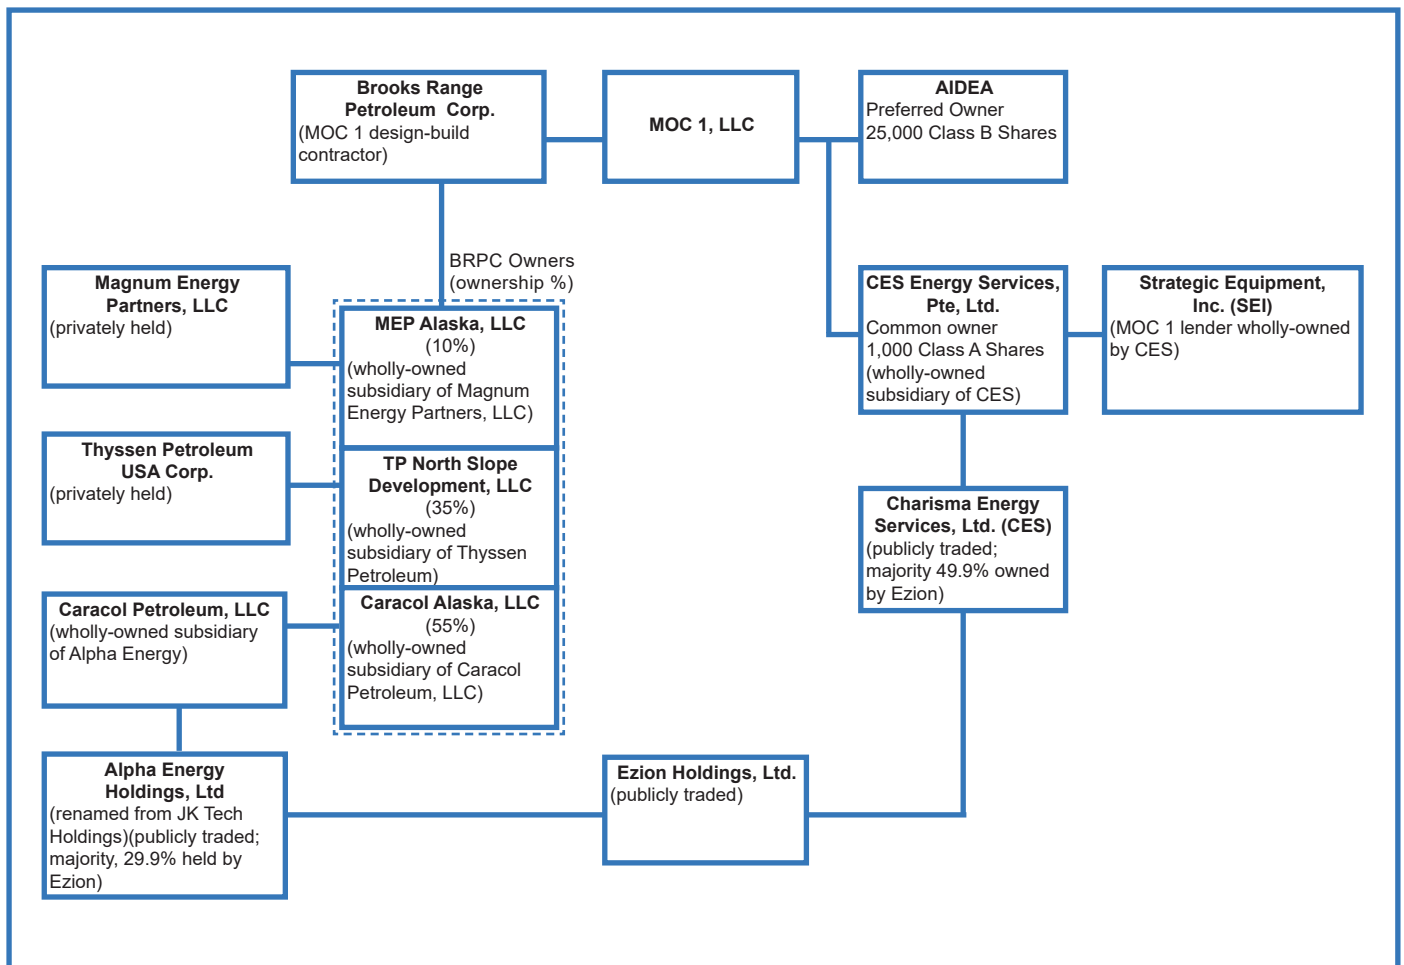 Brooks Range
Petroleum Corp.
(MOC 1 design-build
contractor)
MOC 1, LLC
AIDEA
Preferred Owner
25,000 Class B Shares
BRPC Owners
(ownership %)
Magnum Energy
Partners, LLC
(privately held)
MEP Alaska, LLC
(10%)
(wholly-owned
subsidiary of Magnum
Energy Partners, LLC)
CES Energy Services,
Pte, Ltd.
Common owner
1,000 Class A Shares
(wholly-owned
subsidiary of CES)
Strategic Equipment,
Inc. (SEI)
(MOC 1 lender wholly-owned
by CES)
Thyssen Petroleum
USA Corp.
(privately held)
TP North Slope
Development, LLC
(35%)
(wholly-owned
subsidiary of Thyssen
Petroleum)
Charisma Energy
Services, Ltd. (CES)
(publicly traded;
majority 49.9% owned
by Ezion)
Caracol Petroleum, LLC
(wholly-owned subsidiary
of Alpha Energy)
Caracol Alaska, LLC
(55%)
(wholly-owned
subsidiary of Caracol
Petroleum, LLC)
Alpha Energy
Holdings, Ltd
(renamed from JK Tech
Holdings)(publicly traded;
majority, 29.9% held by
Ezion)
Ezion Holdings, Ltd.
(publicly traded)